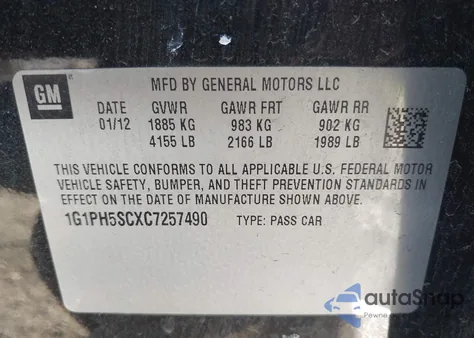 GM
MFD BY GENERAL MOTORS LLC
DATE GVWR GAWR FRT GAWR RR
01/12 1885 KG 983 KG 902 KG
4155 LB 2166 LB 1989 LB
THIS VEHICLE CONFORMS TO ALL APPLICABLE U.S. FEDERAL MOTOR
VEHICLE SAFETY, BUMPER, AND THEFT PREVENTION STANDARDS IN
EFFECT ON THE DATE OF MANUFACTURE SHOWN ABOVE.
1G1PH5SCXC7257490 TYPE: PASS CAR
autoSnap